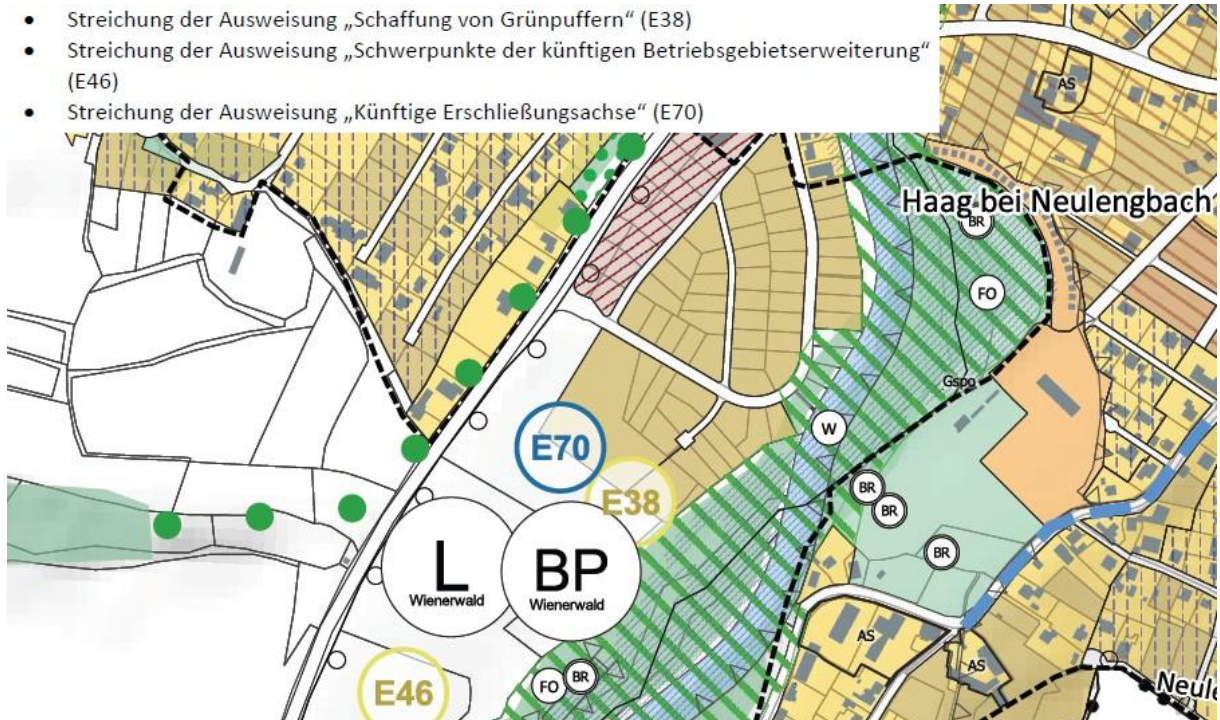 • Streichung der Ausweisung „Schaffung von Grünpuffern“ (E38)
• Streichung der Ausweisung „Schwerpunkte der künftigen Betriebsgebietserweiterung“
(E46)
• Streichung der Ausweisung „Künftige Erschließungsachse“ (E70)
AS
Haag bei Neulengbach
BR
FO
Gspo
W
E70
E38
BR
BR
BR
L
Wienerwald
BP
Wienerwald
AS
AS
FO
BR
E46
Neule